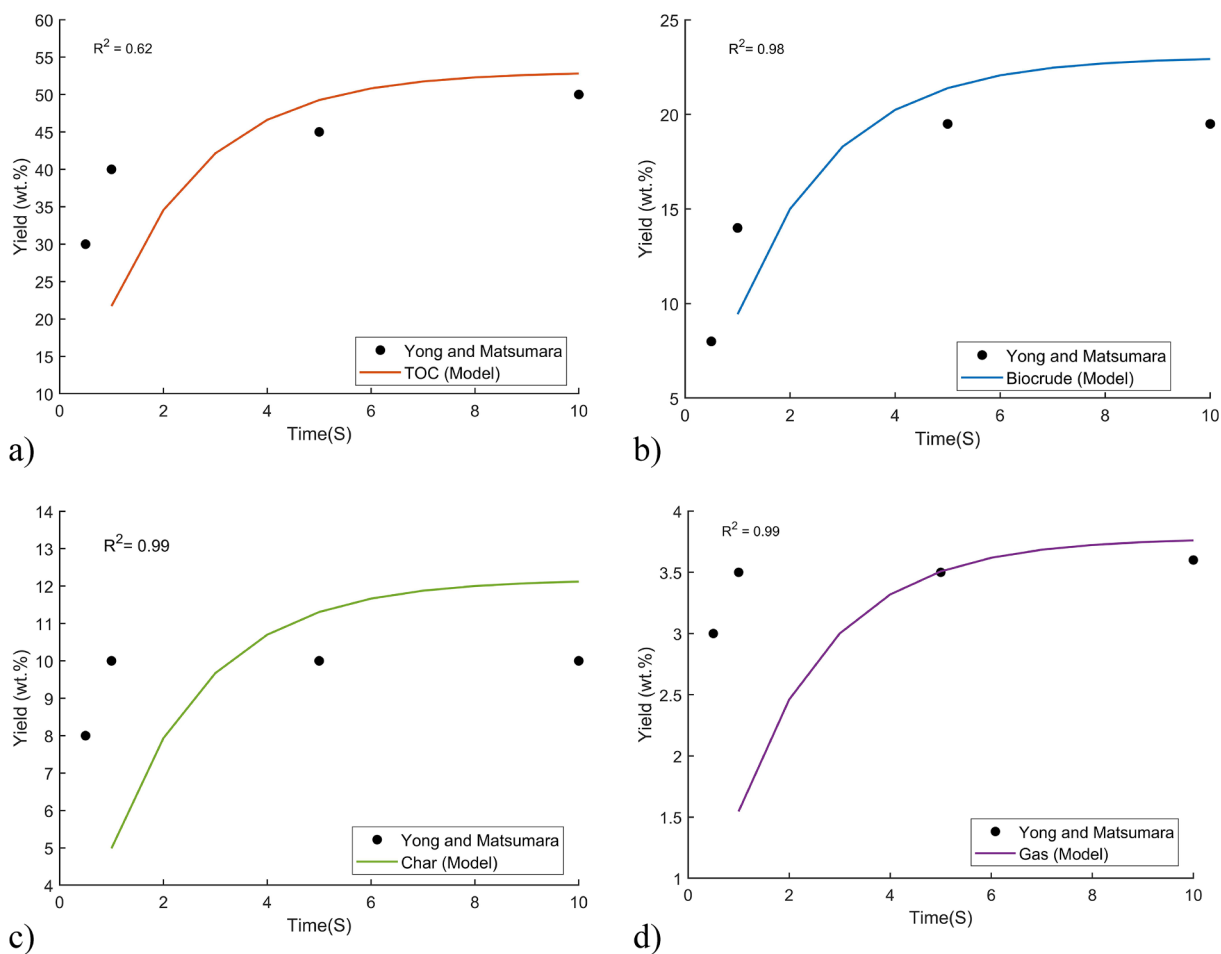 R2 = 0.62
60
55
50
45
40
35
30
25
20
15
10
Yield (wt.%)
0
2
4
6
8
10
Time(S)
Yong and Matsumara
TOC (Model)
a)
R2= 0.98
25
20
15
10
5
Yield (wt.%)
0
2
4
6
8
10
Time(S)
Yong and Matsumara
Biocrude (Model)
b)
R2= 0.99
14
13
12
11
10
9
8
7
6
5
4
Yield (wt.%)
0
2
4
6
8
10
Time(S)
Yong and Matsumara
Char (Model)
c)
R2 = 0.99
4
3.5
3
2.5
2
1.5
1
Yield (wt.%)
0
2
4
6
8
10
Time(S)
Yong and Matsumara
Gas (Model)
d)